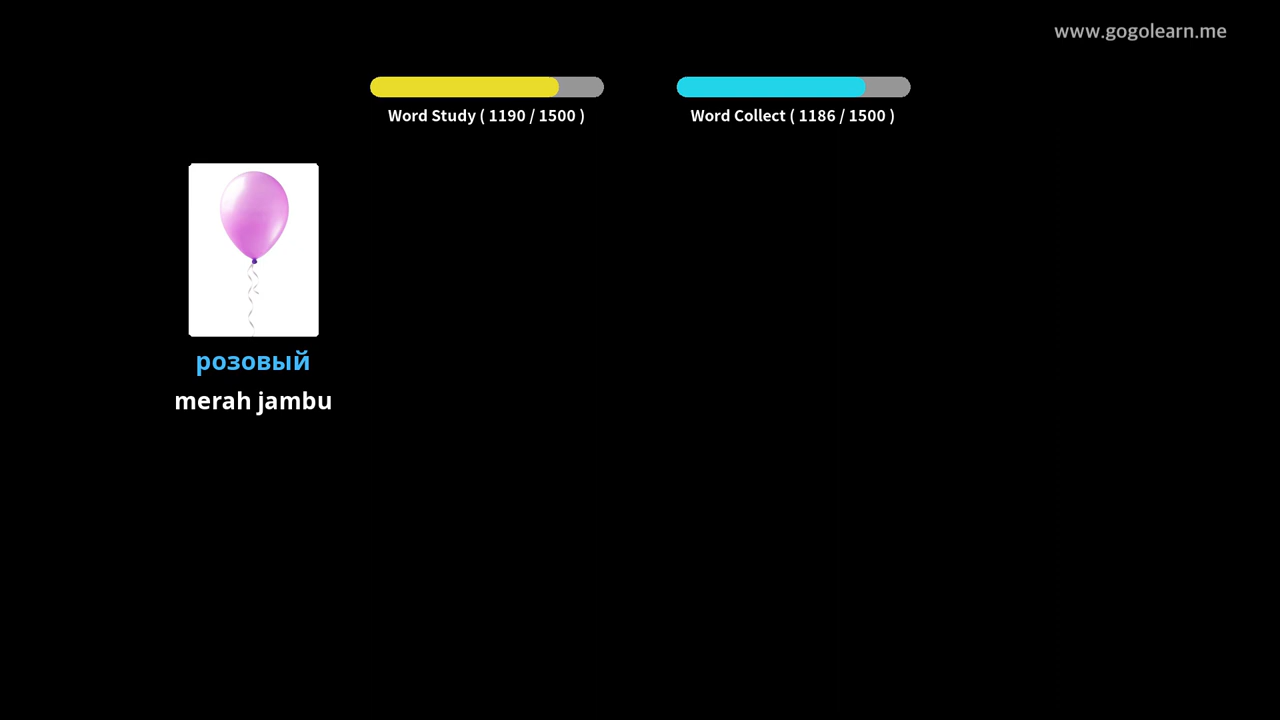 www.gogolearn.me
Word Study ( 1190 / 1500 )
Word Collect ( 1186 / 1500 )
розовый
merah jambu